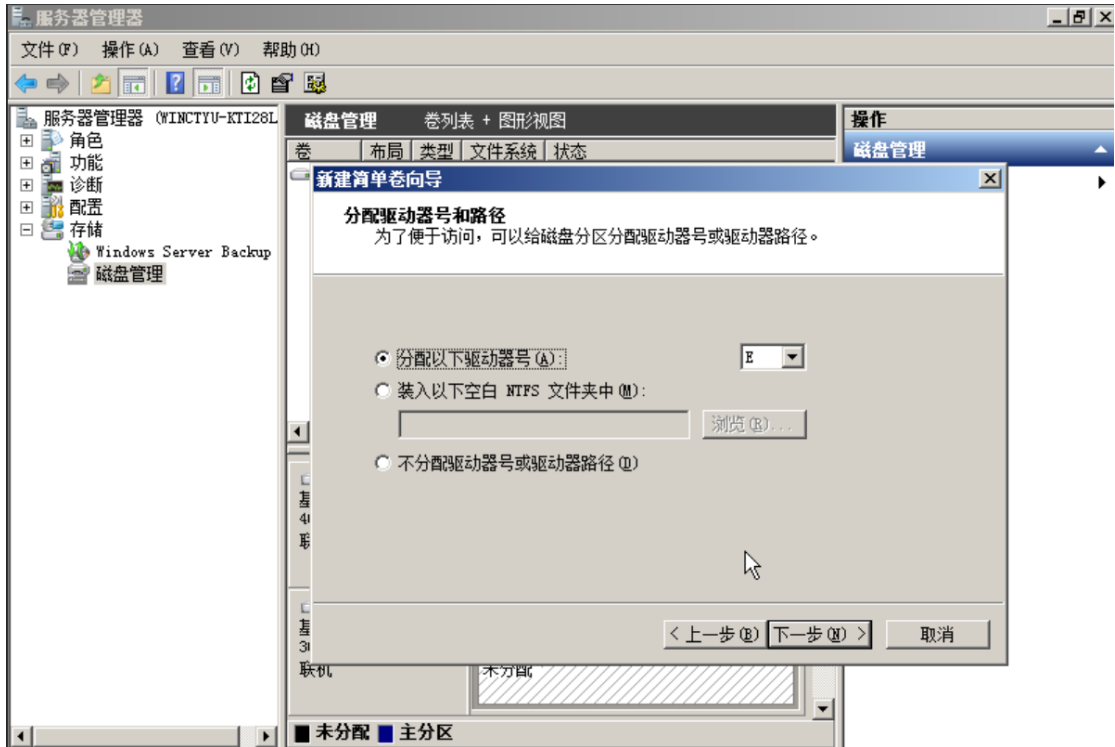 服务器管理器
文件(F) 操作(A) 查看(V) 帮助(H)
服务器管理器 (WINCTYU-KTI28L
角色
功能
诊断
配置
存储
Windows Server Backup
磁盘管理
磁盘管理 卷列表 + 图形视图
卷 布局 类型 文件系统 状态
操作
磁盘管理
新建简单卷向导
分配驱动器号和路径
为了便于访问，可以给磁盘分区分配驱动器号或驱动器路径。
分配以下驱动器号(A): E
装入以下空白 NTFS 文件夹中(M):
浏览(R)...
不分配驱动器号或驱动器路径(D)
< 上一步(B) 下一步(N) > 取消
联机
未分配
未分配 主分区